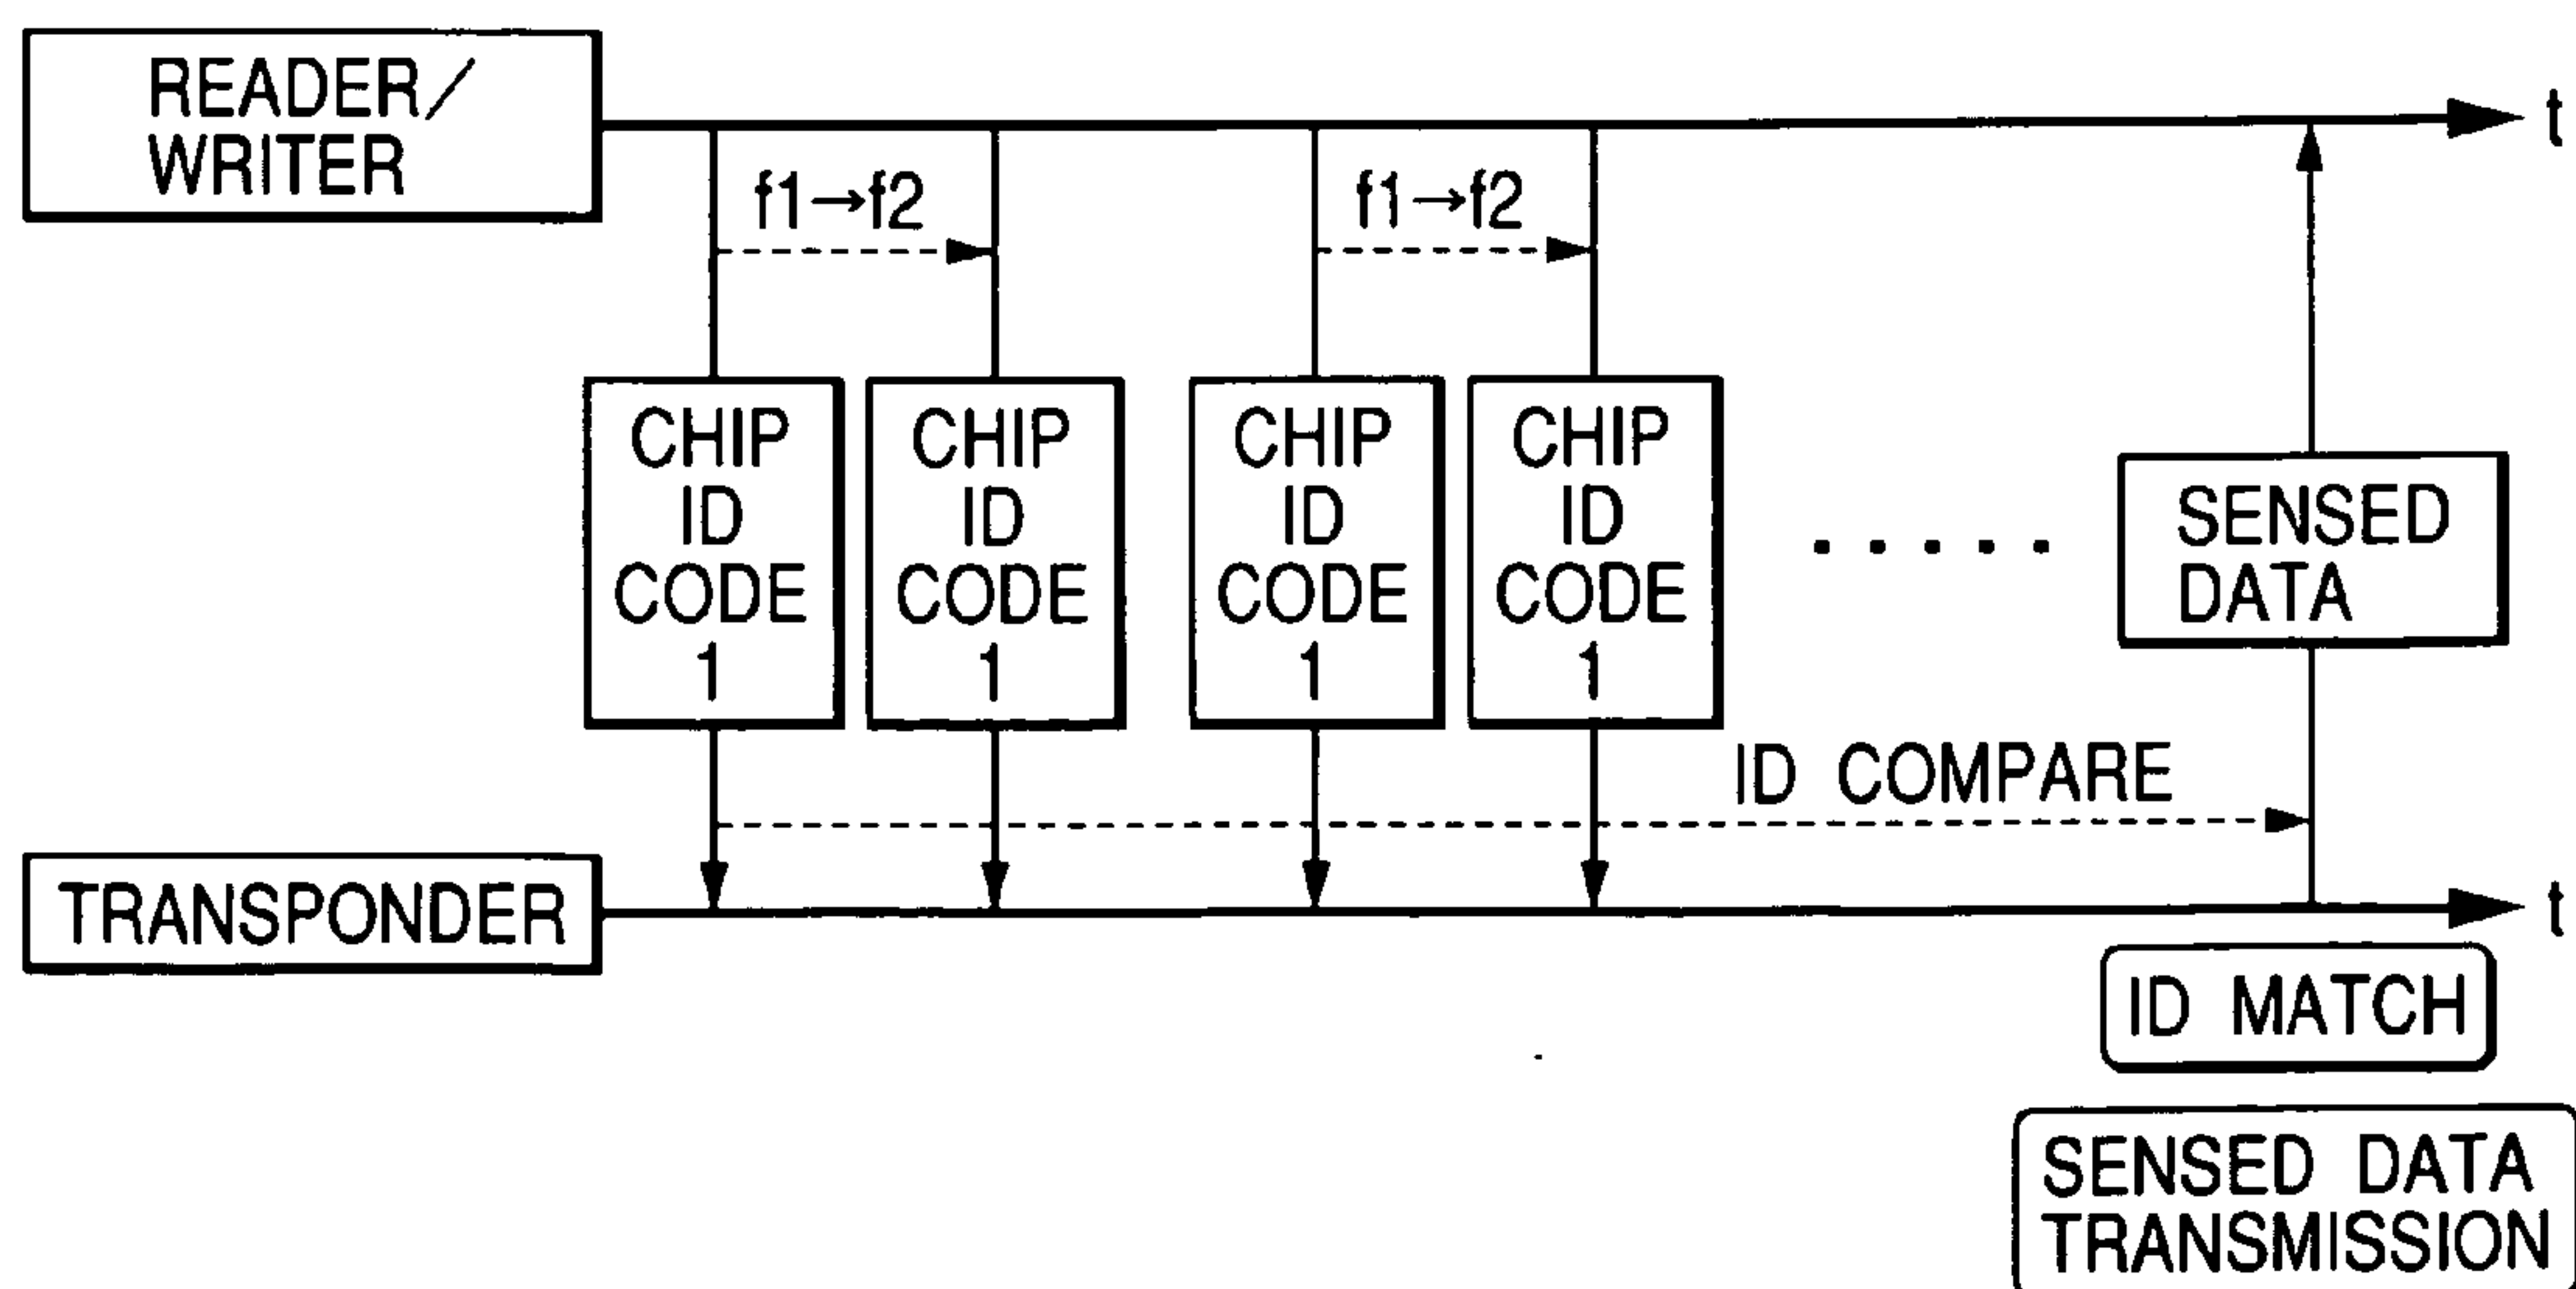 READER/
WRITER
t
f1→f2
f1→f2
CHIP
ID
CODE
1
CHIP
ID
CODE
1
CHIP
ID
CODE
1
CHIP
ID
CODE
1
.....
SENSED
DATA
ID COMPARE
TRANSPONDER
t
ID MATCH
SENSED DATA
TRANSMISSION